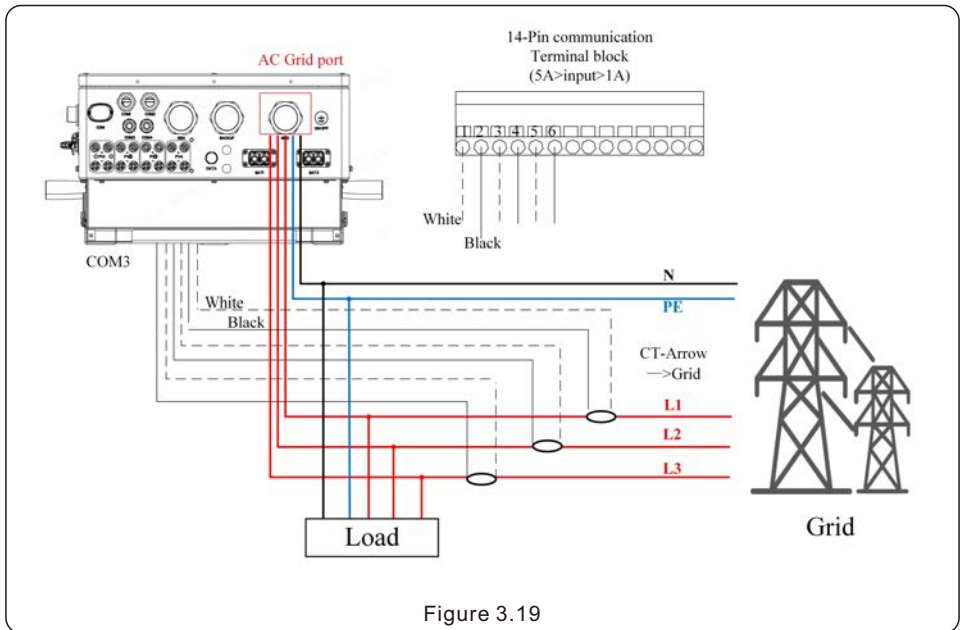 14-Pin communication
Terminal block
(5A>input>1A)
AC Grid port
BACKUP
1 2 3 4 5 6
White
Black
COM3
N
White
PE
Black
CT-Arrow
—>Grid
L1
L2
L3
Load
Grid
Figure 3.19